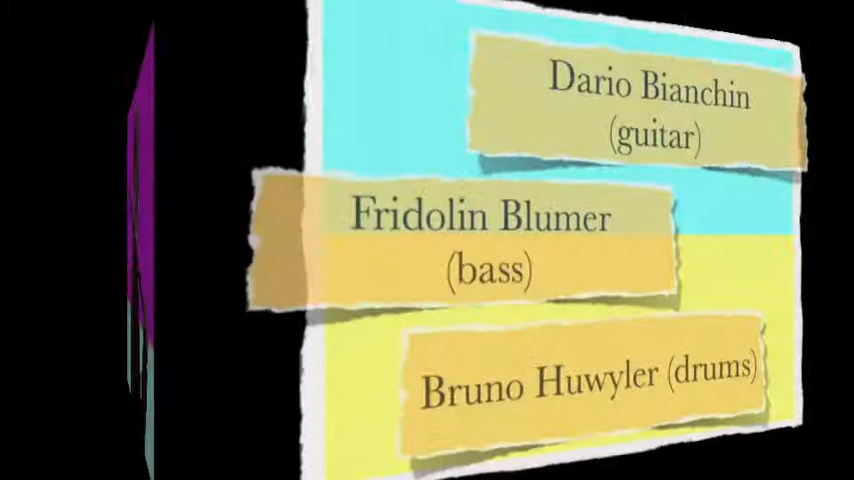 Dario Bianchin
(guitar)
Fridolin Blumer
(bass)
Bruno Huwyler (drums)